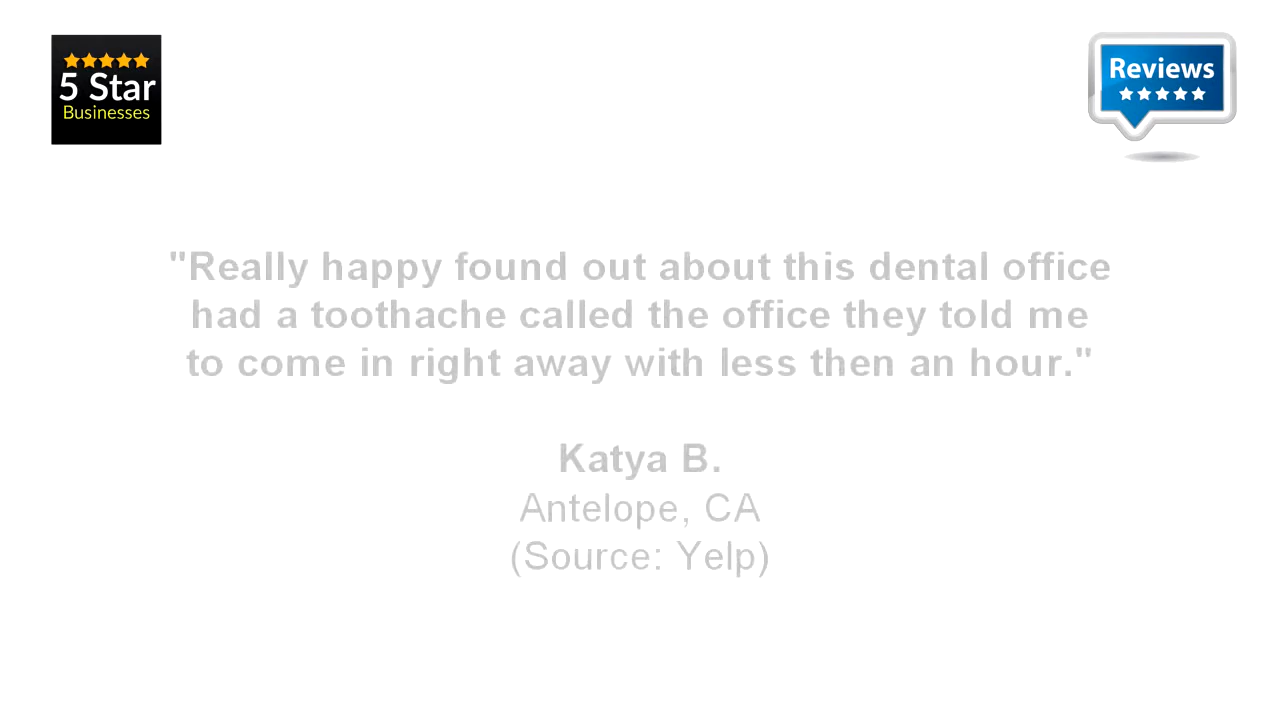 5 Star
Businesses
Reviews
"Really happy found out about this dental office
had a toothache called the office they told me
to come in right away with less then an hour."
Katya B.
Antelope, CA
(Source: Yelp)